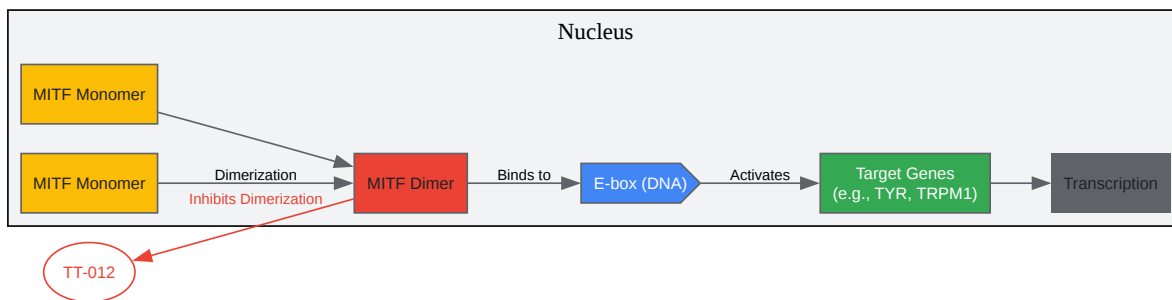 Nucleus
MITF Monomer
MITF Monomer
Dimerization
Inhibits Dimerization
MITF Dimer
Binds to
E-box (DNA)
Activates
Target Genes
(e.g., TYR, TRPM1)
Transcription
TT-012